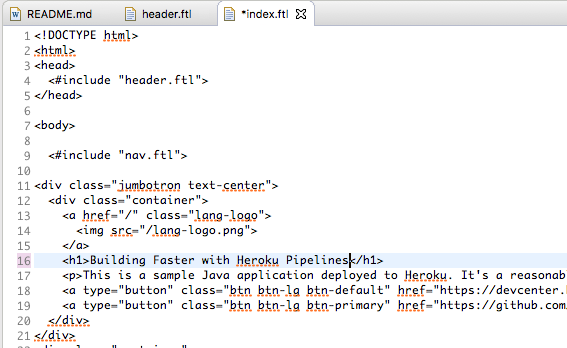 README.md header.ftl *index.ftl
1 <!DOCTYPE html>
2 <html>
3 <head>
4 <#include "header.ftl">
5 </head>
6
7 <body>
8
9 <#include "nav.ftl">
10
11 <div class="jumbotron text-center">
12 <div class="container">
13 <a href="/" class="lang-logo">
14 <img src="/lang-logo.png">
15 </a>
16 <h1>Building Faster with Heroku Pipelines</h1>
17 <p>This is a sample Java application deployed to Heroku. It's a reasonab
18 <a type="button" class="btn btn-lg btn-default" href="https://devcenter.
19 <a type="button" class="btn btn-lg btn-primary" href="https://github.com
20 </div>
21 </div>